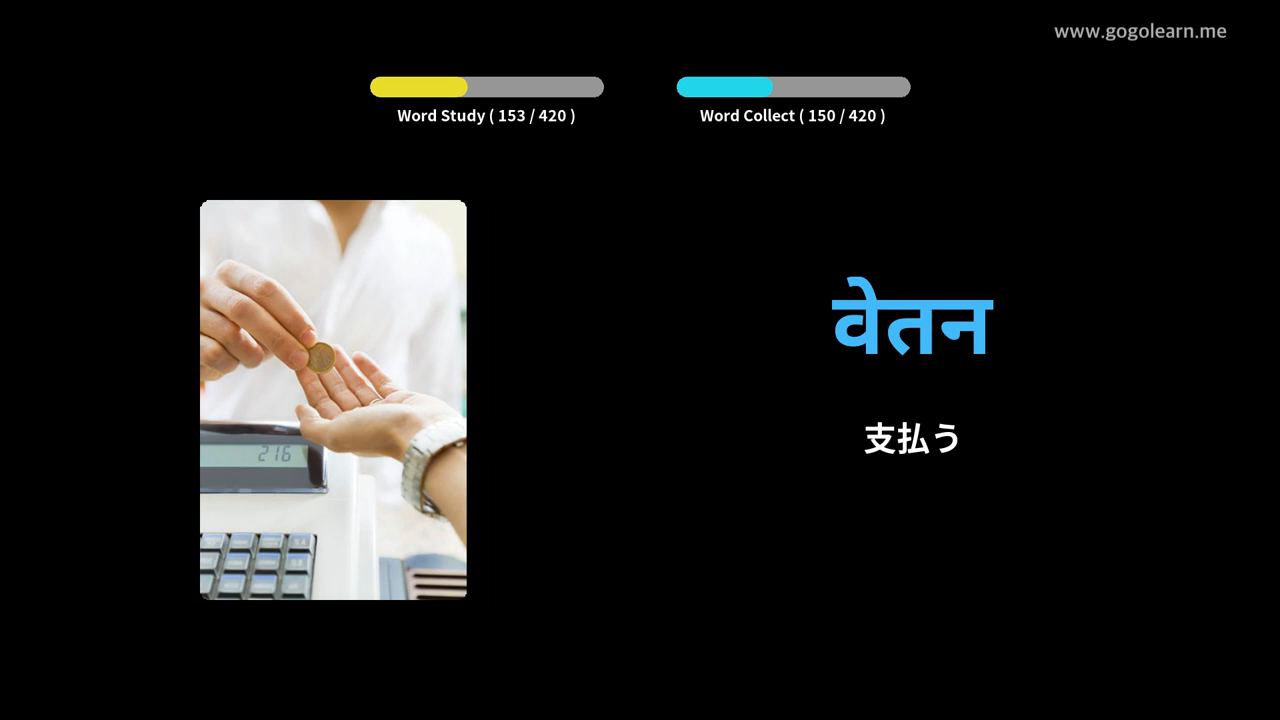 www.gogolearn.me
Word Study ( 153 / 420 )
Word Collect ( 150 / 420 )
वेतन
216
支払う